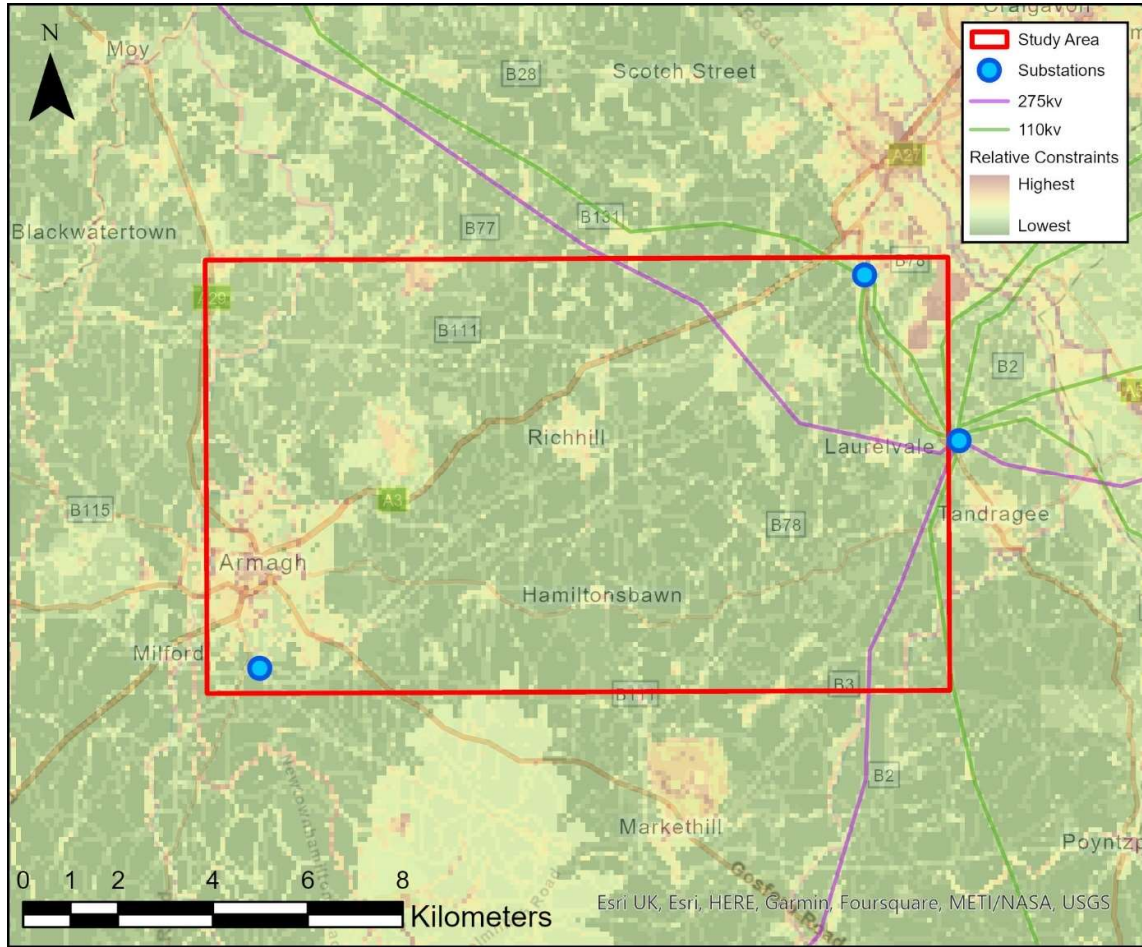 Craigavon
N
Moy
B28
Scotch Street
Road
Study Area
Substations
275kv
110kv
Relative Constraints
Highest
Lowest
A27
B131
B77
Blackwatertown
B78
A29
B111
B2
Richhill
Laurelvale
A3
B115
B78
Tandragee
Armagh
Hamiltonsbawn
Milford
B3
B111
B2
Markethill
Poyntzp
Gosford Road
Road
0 1 2 4 6 8
Kilometers
Esri UK, Esri, HERE, Garmin, Foursquare, METI/NASA, USGS